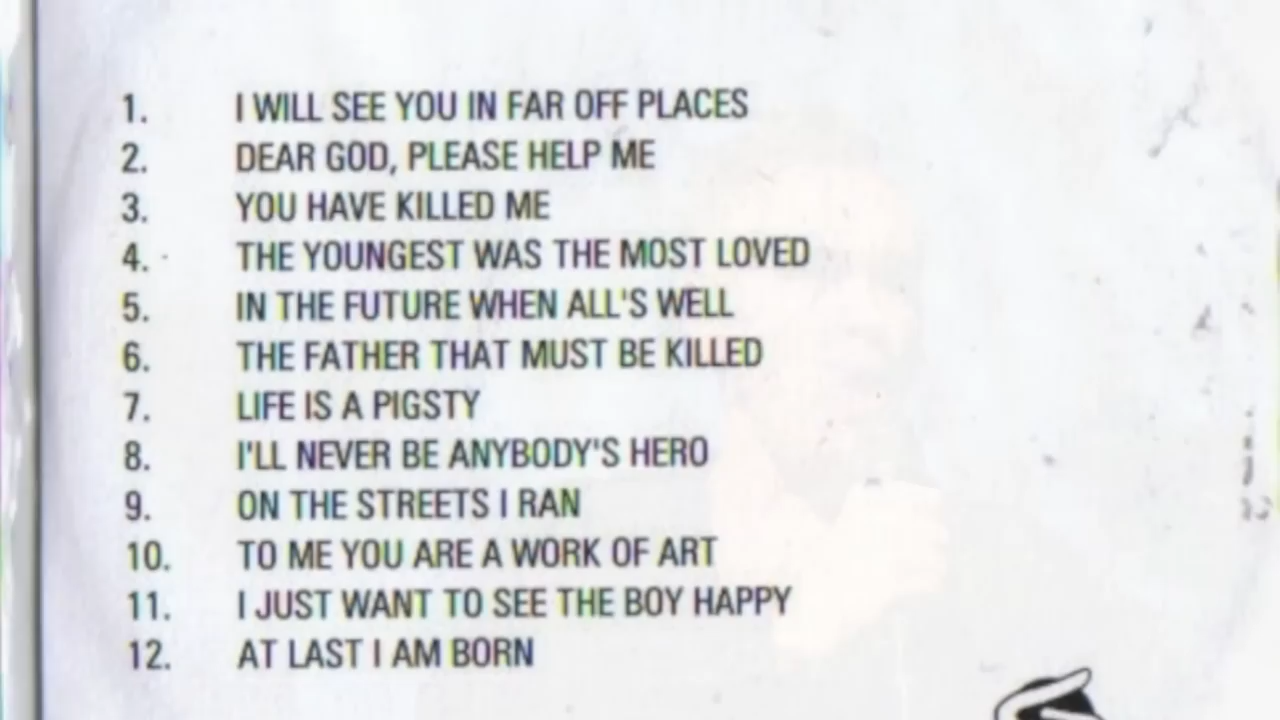 1. I WILL SEE YOU IN FAR OFF PLACES
2. DEAR GOD, PLEASE HELP ME
3. YOU HAVE KILLED ME
4. THE YOUNGEST WAS THE MOST LOVED
5. IN THE FUTURE WHEN ALL'S WELL
6. THE FATHER THAT MUST BE KILLED
7. LIFE IS A PIGSTY
8. I'LL NEVER BE ANYBODY'S HERO
9. ON THE STREETS I RAN
10. TO ME YOU ARE A WORK OF ART
11. I JUST WANT TO SEE THE BOY HAPPY
12. AT LAST I AM BORN